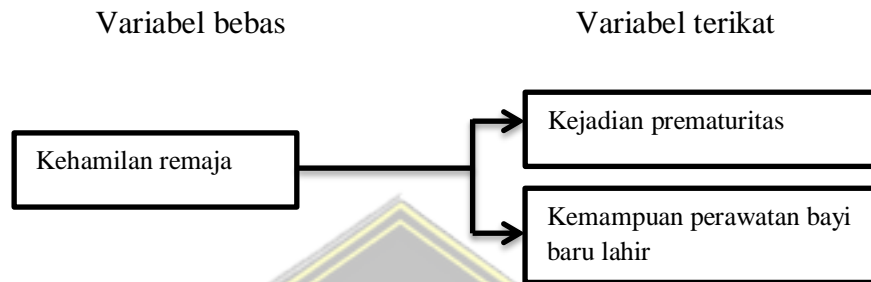 Variabel bebas
Variabel terikat
Kejadian prematuritas
Kehamilan remaja
Kemampuan perawatan bayi
baru lahir